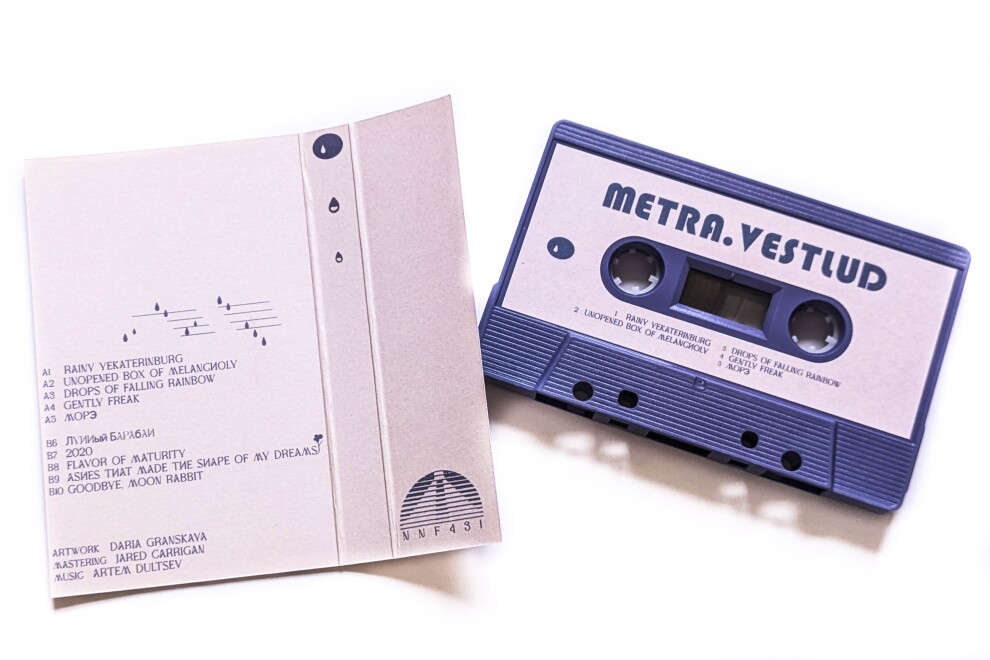 A1 RAINY YEKATERINBURG
A2 UNOPENED BOX OF MELANCHOLY
A3 DROPS OF FALLING RAINBOW
A4 GENTLY FREAK
A5 МОРЭ
B6 ЛУННЫЙ БАРАБАН
B7 2020
B8 FLAVOR OF MATURITY
B9 ASHES THAT MADE THE SHAPE OF MY DREAMS
B10 GOODBYE, MOON RABBIT
ARTWORK DARIA GRANSKAYA
MASTERING JARED CARRIGAN
MUSIC ARTEM DULTSEV
NNF431
METRA.VESTLUD
1 RAINY YEKATERINBURG
2 UNOPENED BOX OF MELANCHOLY
3 DROPS OF FALLING RAINBOW
4 GENTLY FREAK
5 МОРЭ